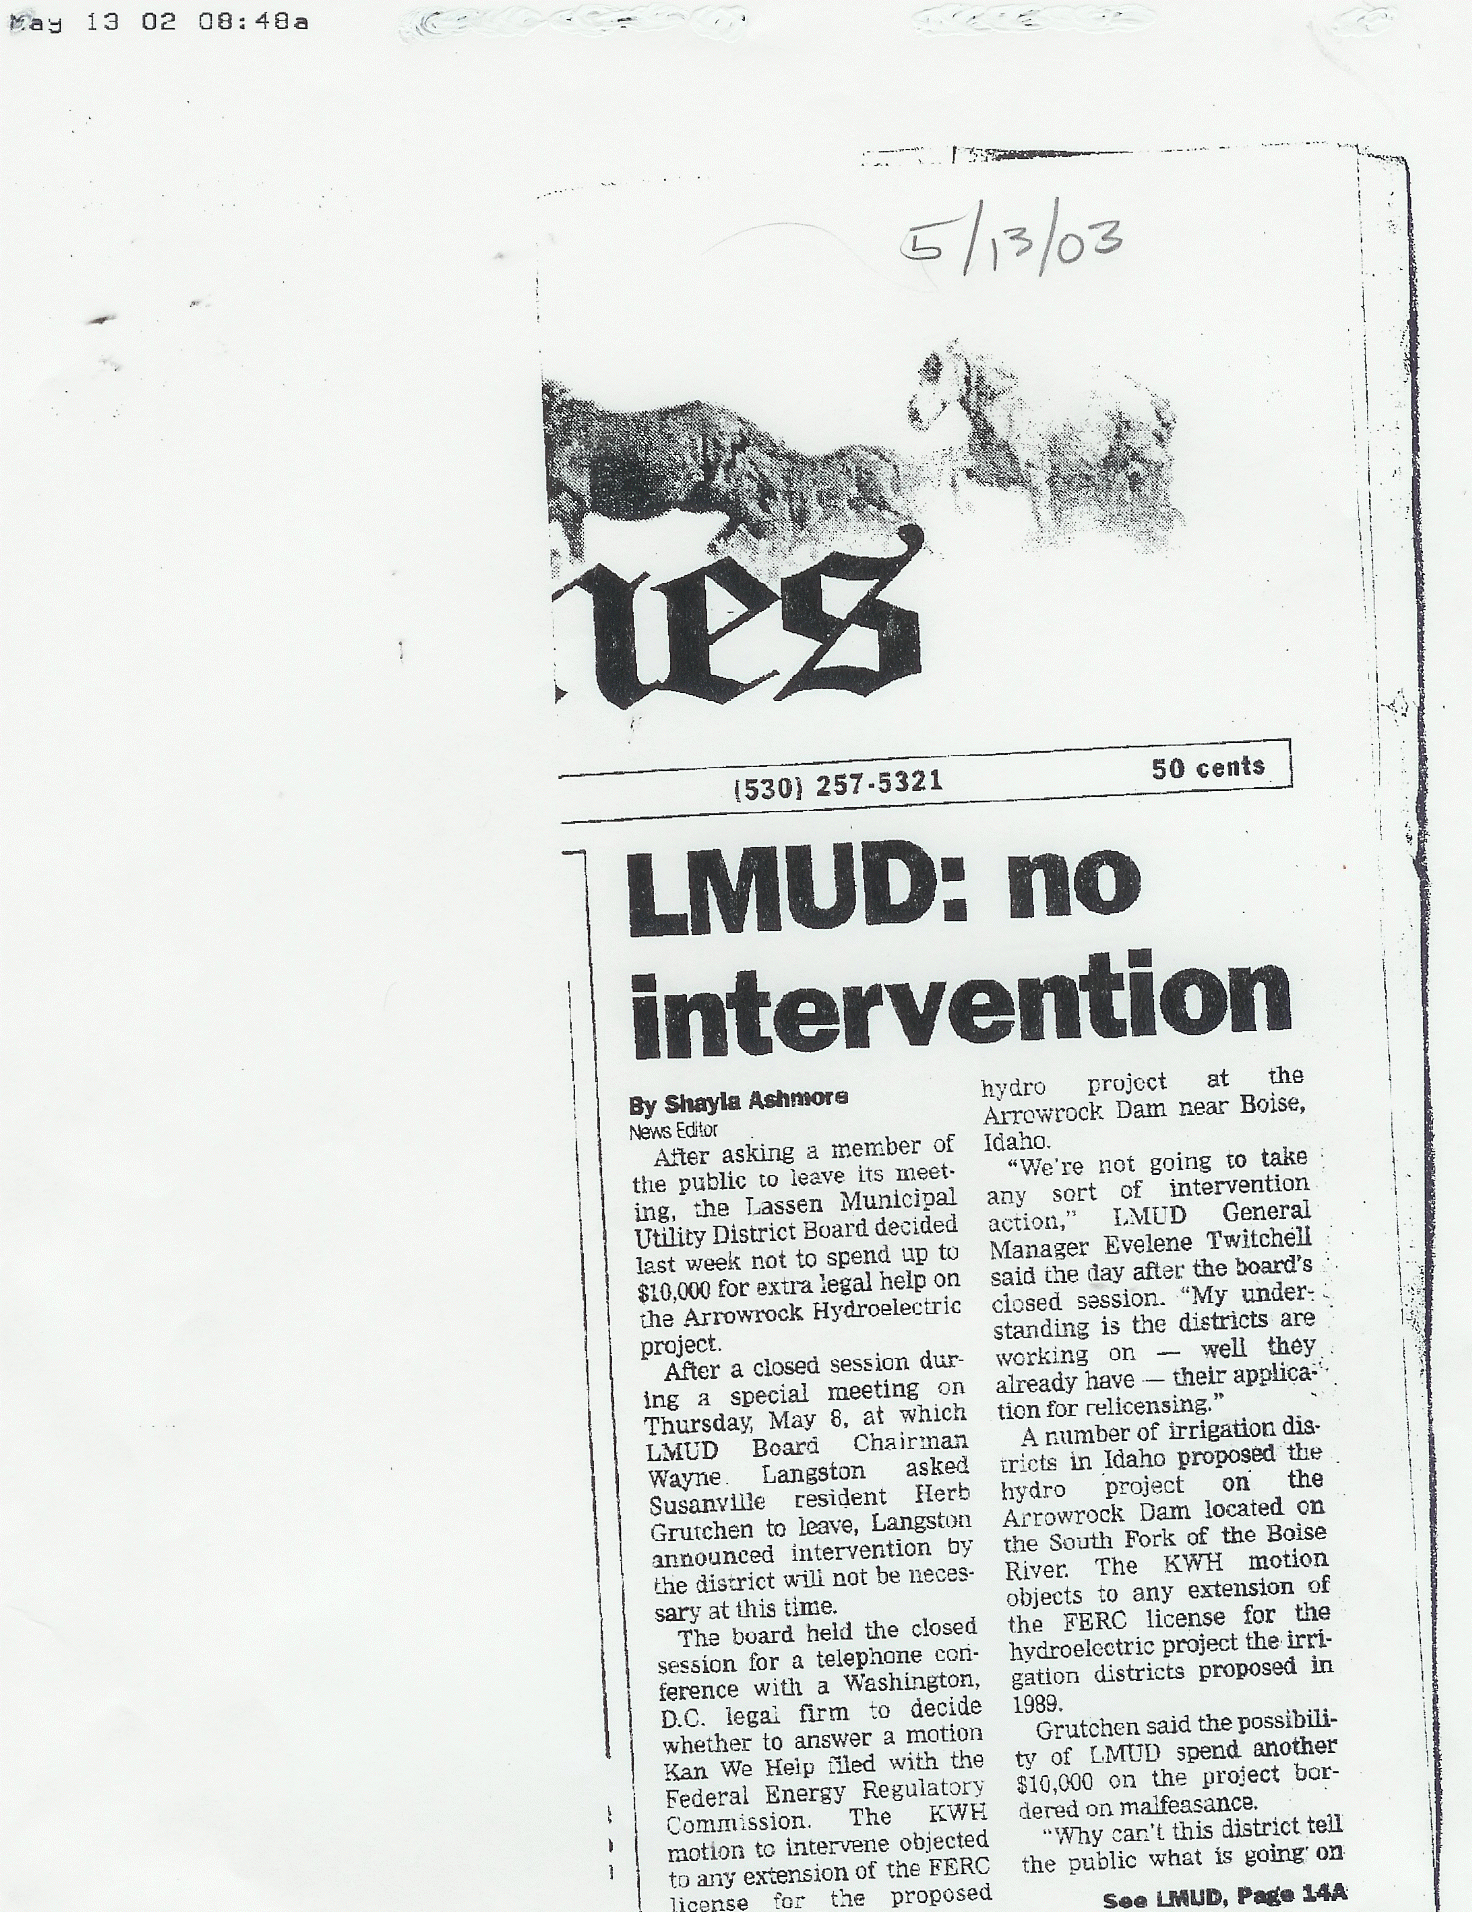 May 13 02 08:48a
5/13/03
mes
(530) 257-5321 50 cents
LMUD: no
intervention
By Shayla Ashmore
News Editor
After asking a member of
the public to leave its meet-
ing, the Lassen Municipal
Utility District Board decided
last week not to spend up to
$10,000 for extra legal help on
the Arrowrock Hydroelectric
project.
After a closed session dur-
ing a special meeting on
Thursday, May 8, at which
LMUD Board Chairman
Wayne Langston asked
Susanville resident Herb
Grutchen to leave, Langston
announced intervention by
the district will not be neces-
sary at this time.
The board held the closed
session for a telephone con-
ference with a Washington,
D.C. legal firm to decide
whether to answer a motion
Kan We Help filed with the
Federal Energy Regulatory
Commission. The KWH
motion to intervene objected
to any extension of the FERC
license for the proposed
hydro project at the
Arrowrock Dam near Boise,
Idaho.
“We're not going to take
any sort of intervention
action,” LMUD General
Manager Evelene Twitchell
said the day after the board's
closed session. “My under-
standing is the districts are
working on — well they
already have — their applica-
tion for relicensing.”
A number of irrigation dis-
tricts in Idaho proposed the
hydro project on the
Arrowrock Dam located on
the South Fork of the Boise
River. The KWH motion
objects to any extension of
the FERC license for the
hydroelectric project the irri-
gation districts proposed in
1989.
Grutchen said the possibili-
ty of LMUD spend another
$10,000 on the project bor-
dered on malfeasance.
“Why can't this district tell
the public what is going on
See LMUD, Page 14A